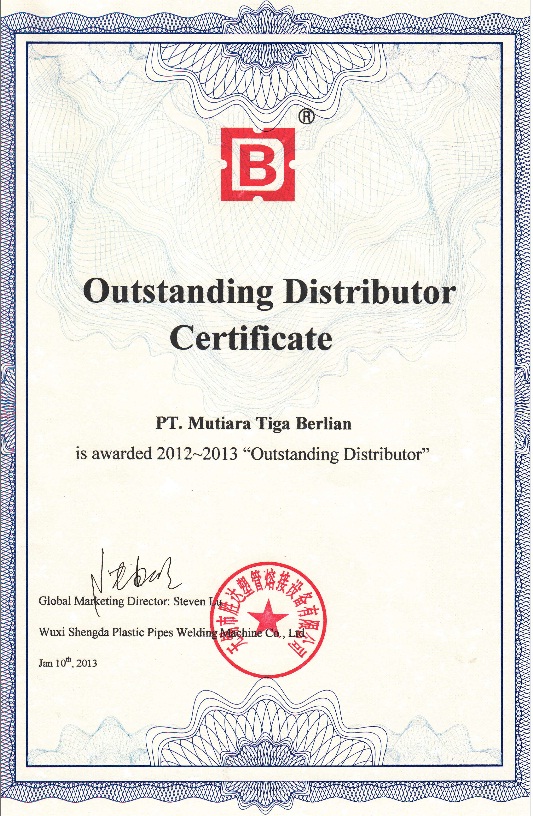 ®
B
Outstanding Distributor
Certificate
PT. Mutiara Tiga Berlian
is awarded 2012~2013 “Outstanding Distributor”
Global Marketing Director: Steven
Wuxi Shengda Plastic Pipes Welding Machine Co., Ltd
Jan 10th, 2013
无锡市胜达塑管熔接设备有限公司